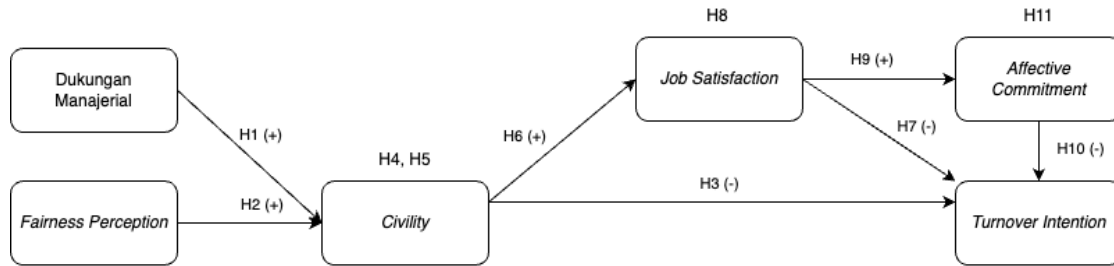 H8
H11
Dukungan
Manajerial
Job Satisfaction
H9 (+)
Affective
Commitment
H1 (+)
H6 (+)
H7 (-)
H10 (-)
H4, H5
H3 (-)
Fairness Perception
H2 (+)
Civility
Turnover Intention